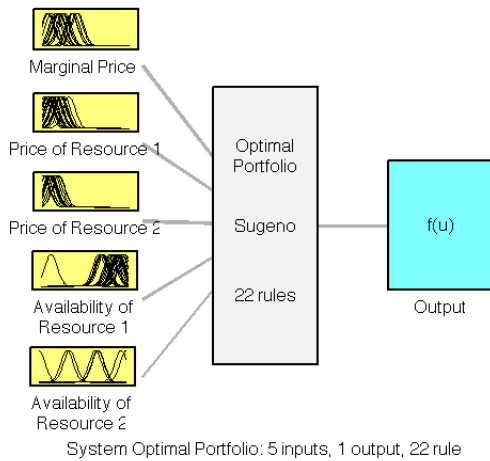 Marginal Price
Price of Resource 1
Price of Resource 2
Availability of
Resource 1
Availability of
Resource 2
Optimal
Portfolio
Sugeno
22 rules
f(u)
Output
System Optimal Portfolio: 5 inputs, 1 output, 22 rule